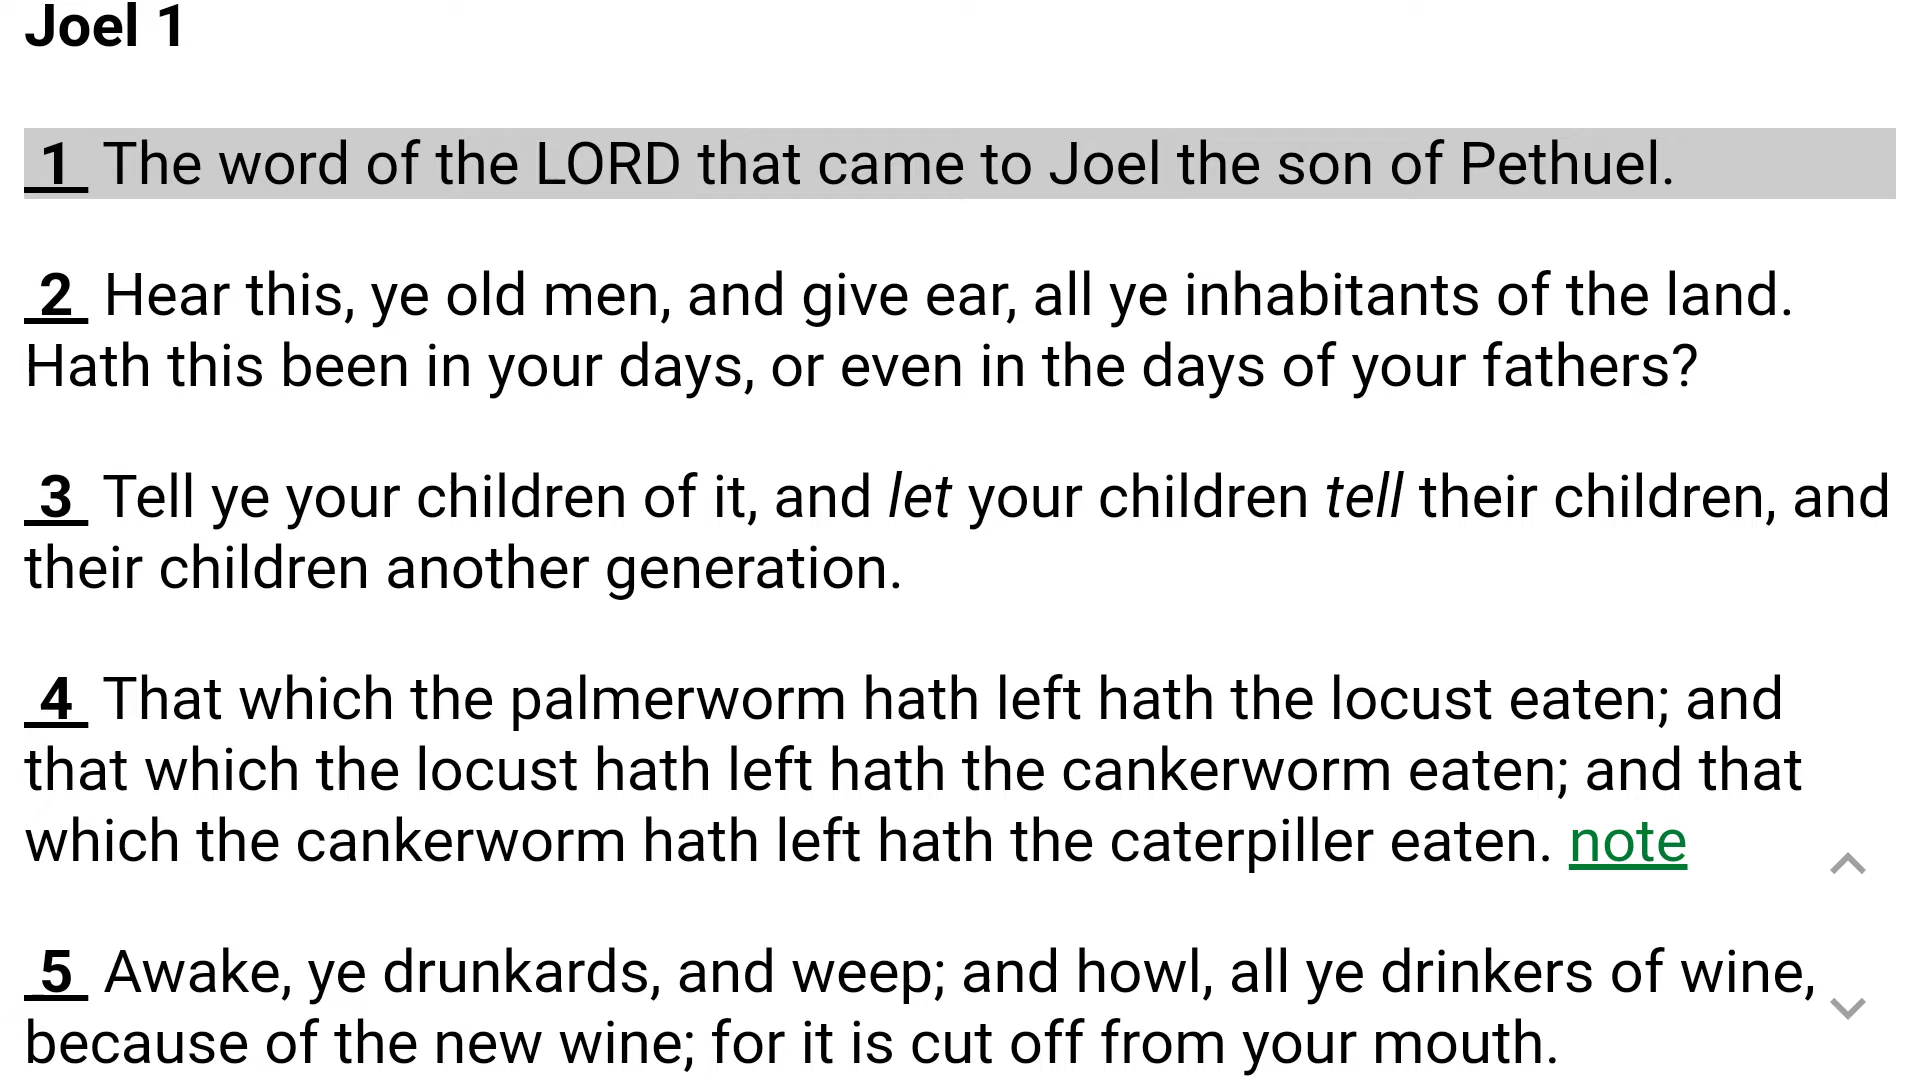 Joel 1
1 The word of the LORD that came to Joel the son of Pethuel.
2 Hear this, ye old men, and give ear, all ye inhabitants of the land.
Hath this been in your days, or even in the days of your fathers?
3 Tell ye your children of it, and let your children tell their children, and
their children another generation.
4 That which the palmerworm hath left hath the locust eaten; and
that which the locust hath left hath the cankerworm eaten; and that
which the cankerworm hath left hath the caterpiller eaten. note
5 Awake, ye drunkards, and weep; and howl, all ye drinkers of wine,
because of the new wine; for it is cut off from your mouth.